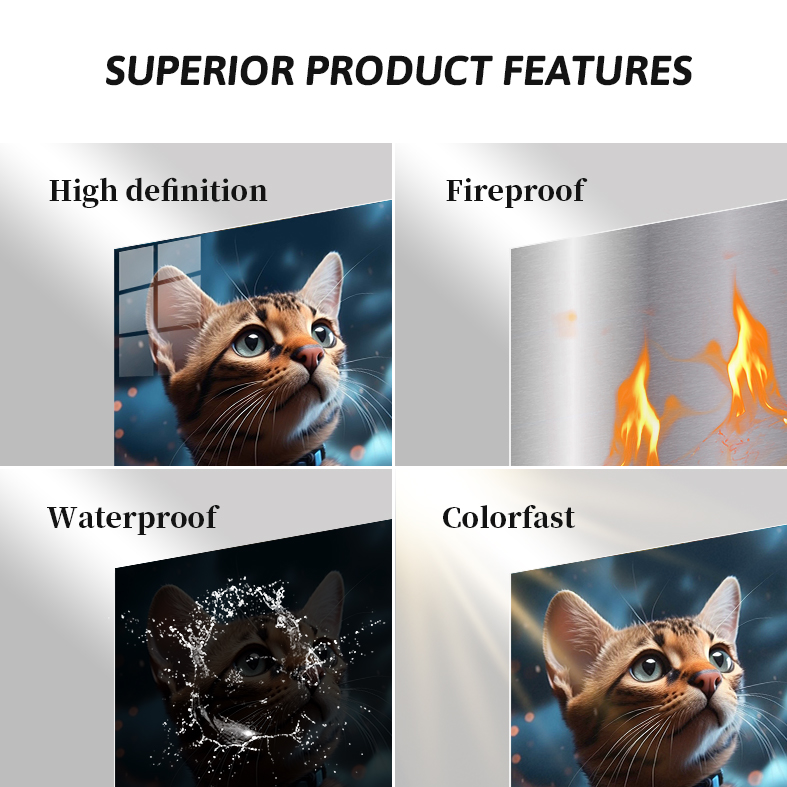 SUPERIOR PRODUCT FEATURES
High definition
Fireproof
Waterproof
Colorfast